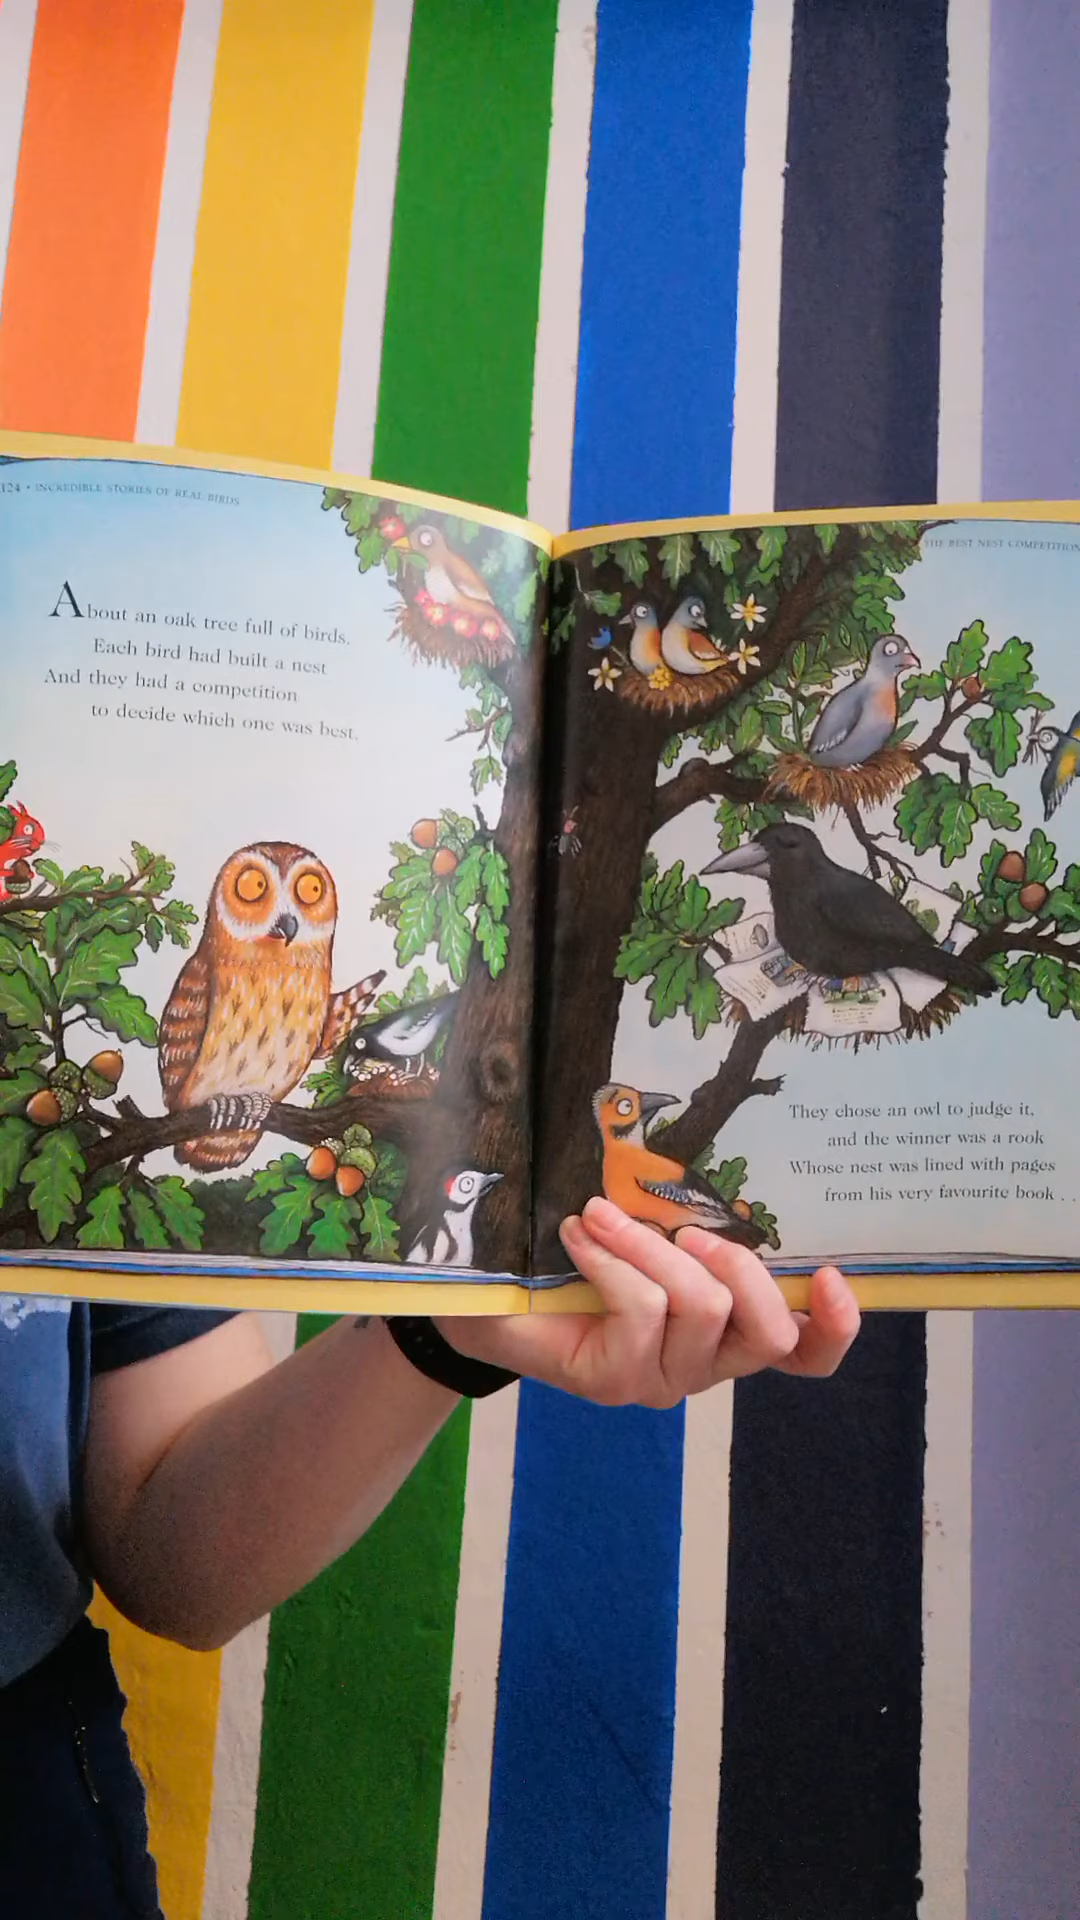 124 • INCREDIBLE STORIES OF REAL BIRDS
About an oak tree full of birds.
Each bird had built a nest
And they had a competition
to decide which one was best.
THE BEST NEST COMPETITION
They chose an owl to judge it,
and the winner was a rook
Whose nest was lined with pages
from his very favourite book . .